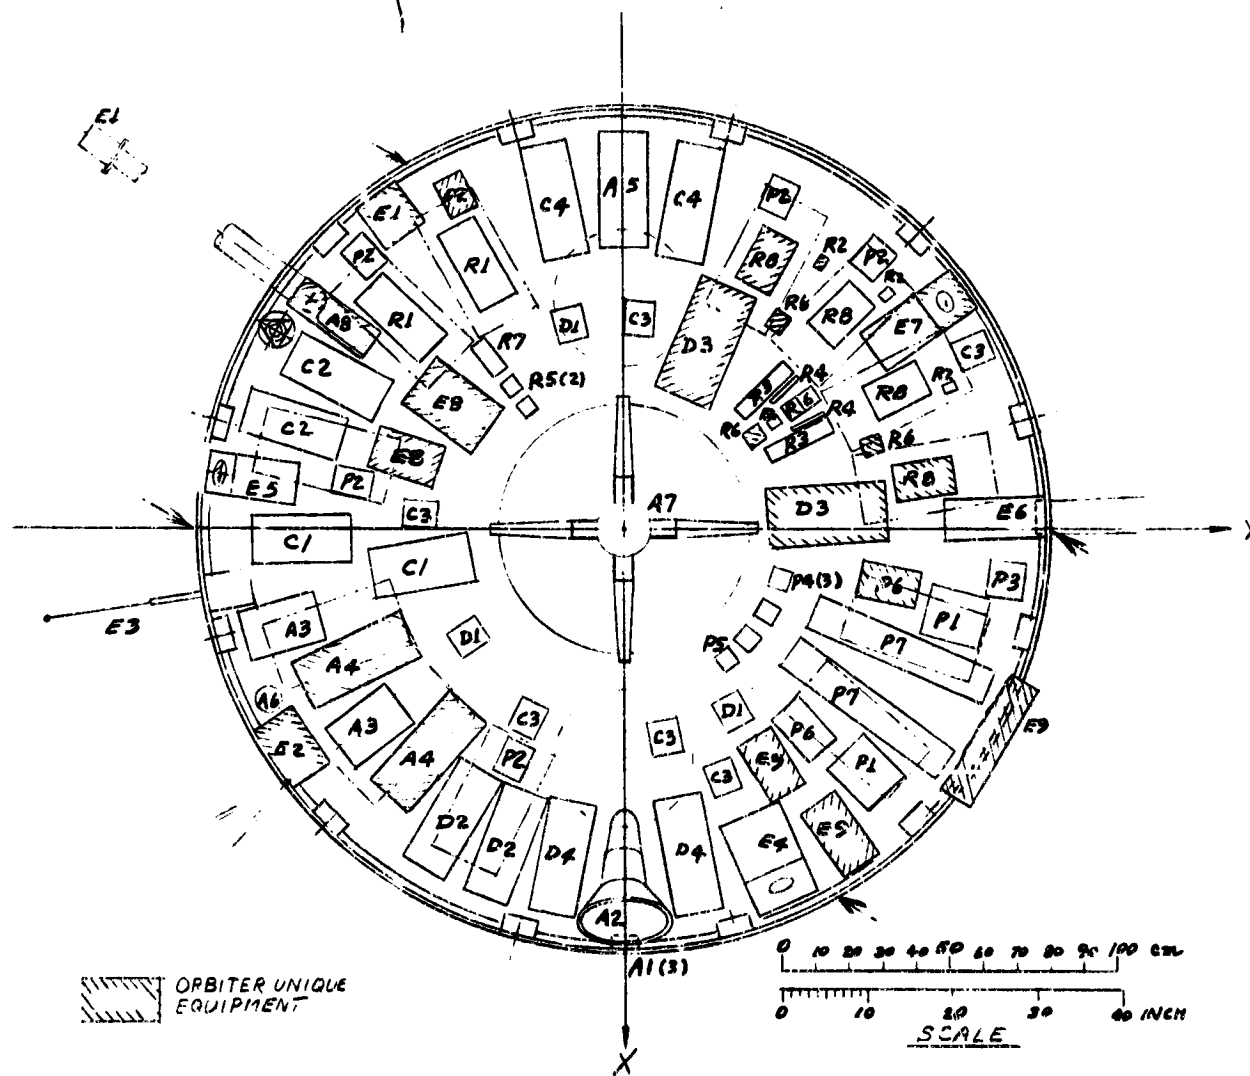 E1
E1
P2
C4
A5
C4
P2
R8
R2
P2
R2
R1
R6
R8
E7
A8
R1
C3
D1
C3
D3
R7
C2
R5(2)
R8
R2
R4
R3
R16
R4
E8
R6
R3
R6
C2
E8
P2
E5
R8
A7
D3
E6
C3
C1
Y
C1
P4(3)
P6
P3
P1
E3
A3
D1
P5
P7
A4
P7
A6
D1
E9
A3
C3
E2
C3
P6
P2
A4
C3
E9
P1
D2
E5
D2
D4
D4
E4
A2
A1(3)
0 10 20 30 40 50 60 70 80 90 100 cm
ORBITER UNIQUE
EQUIPMENT
0 10 20 30 40 INCH
SCALE
X